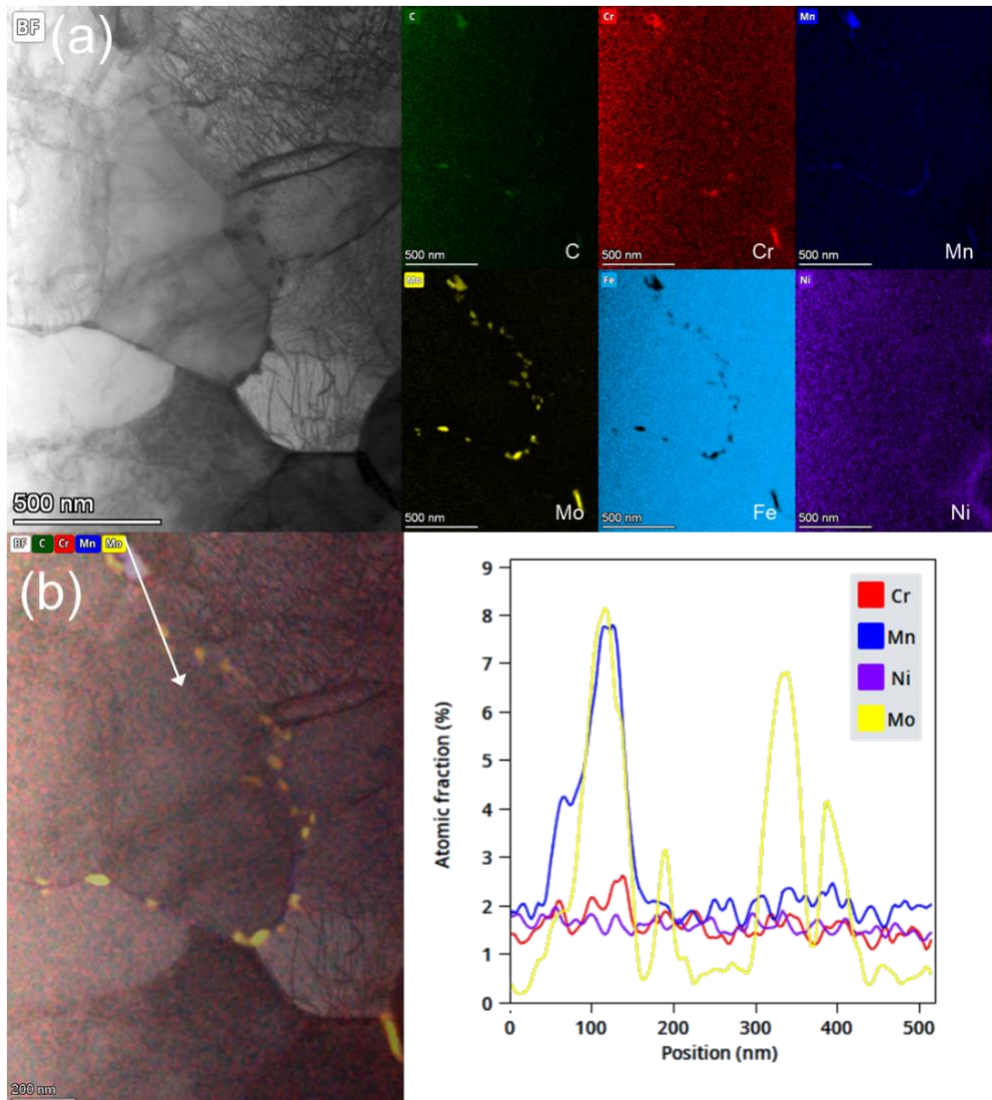 BF (a)
500 nm
C
500 nm
C
Cr
500 nm
Cr
Mn
500 nm
Mn
Mo
500 nm
Mo
Fe
500 nm
Fe
Ni
500 nm
Ni
BF C Cr Mn Mo
(b)
200 nm
Atomic fraction (%)
9
8
7
6
5
4
3
2
1
0
0 100 200 300 400 500
Position (nm)
Cr
Mn
Ni
Mo